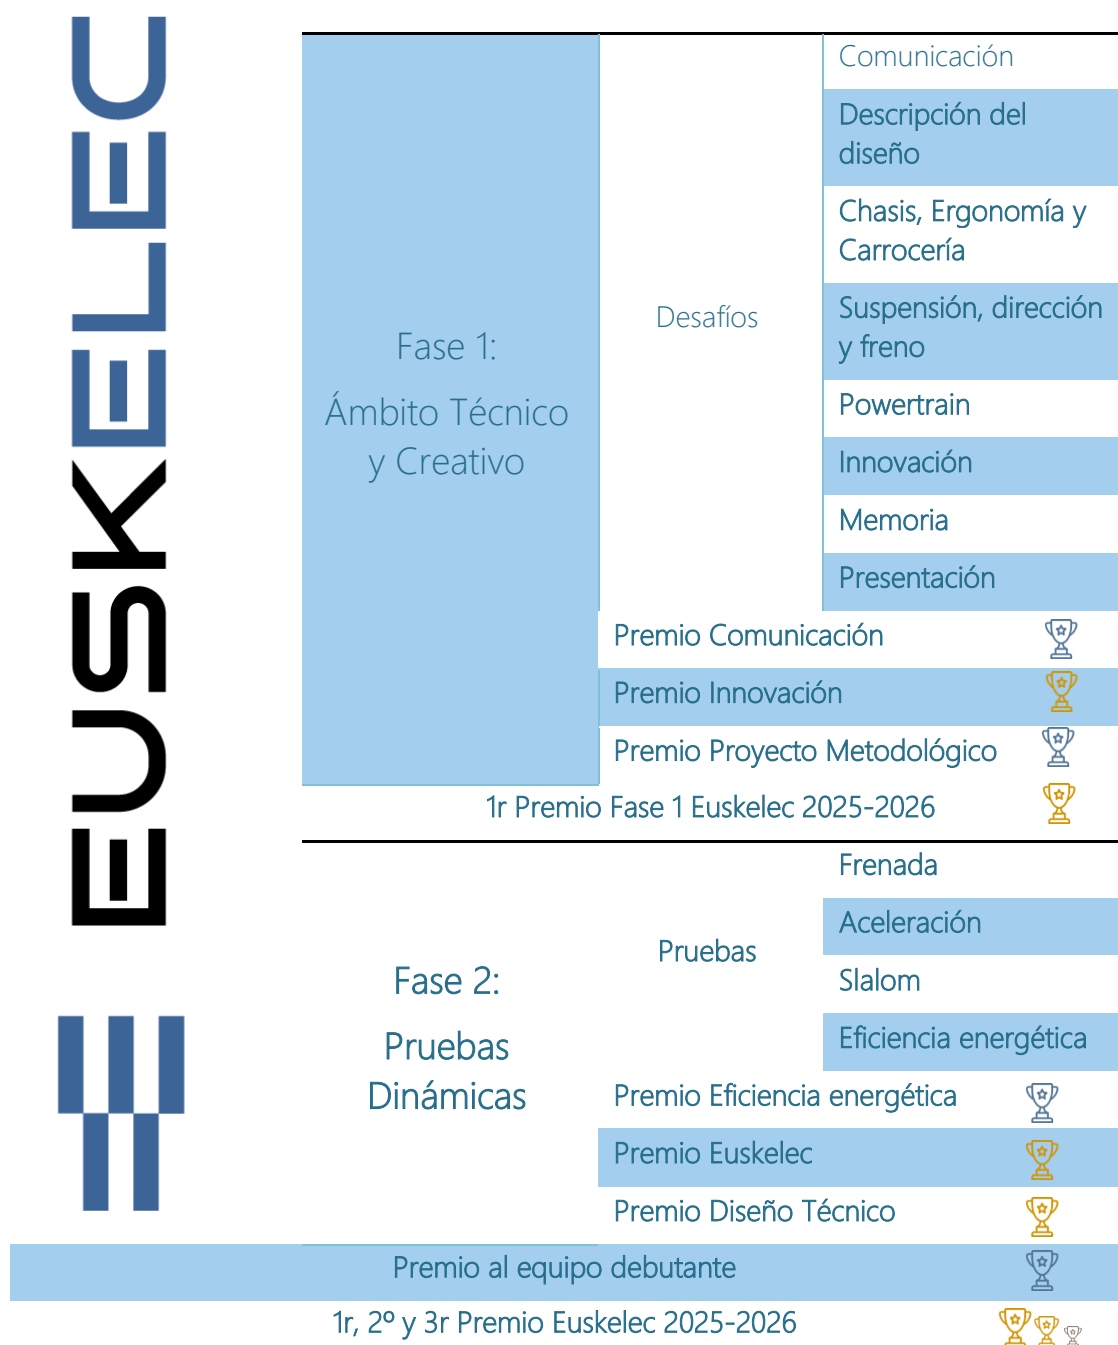 EUSKELEC
Fase 1:
Ámbito Técnico
y Creativo
Desafíos
Comunicación
Descripción del
diseño
Chasis, Ergonomía y
Carrocería
Suspensión, dirección
y freno
Powertrain
Innovación
Memoria
Presentación
Premio Comunicación
Premio Innovación
Premio Proyecto Metodológico
1r Premio Fase 1 Euskelec 2025-2026
Fase 2:
Pruebas
Dinámicas
Pruebas
Frenada
Aceleración
Slalom
Eficiencia energética
Premio Eficiencia energética
Premio Euskelec
Premio Diseño Técnico
Premio al equipo debutante
1r, 2º y 3r Premio Euskelec 2025-2026